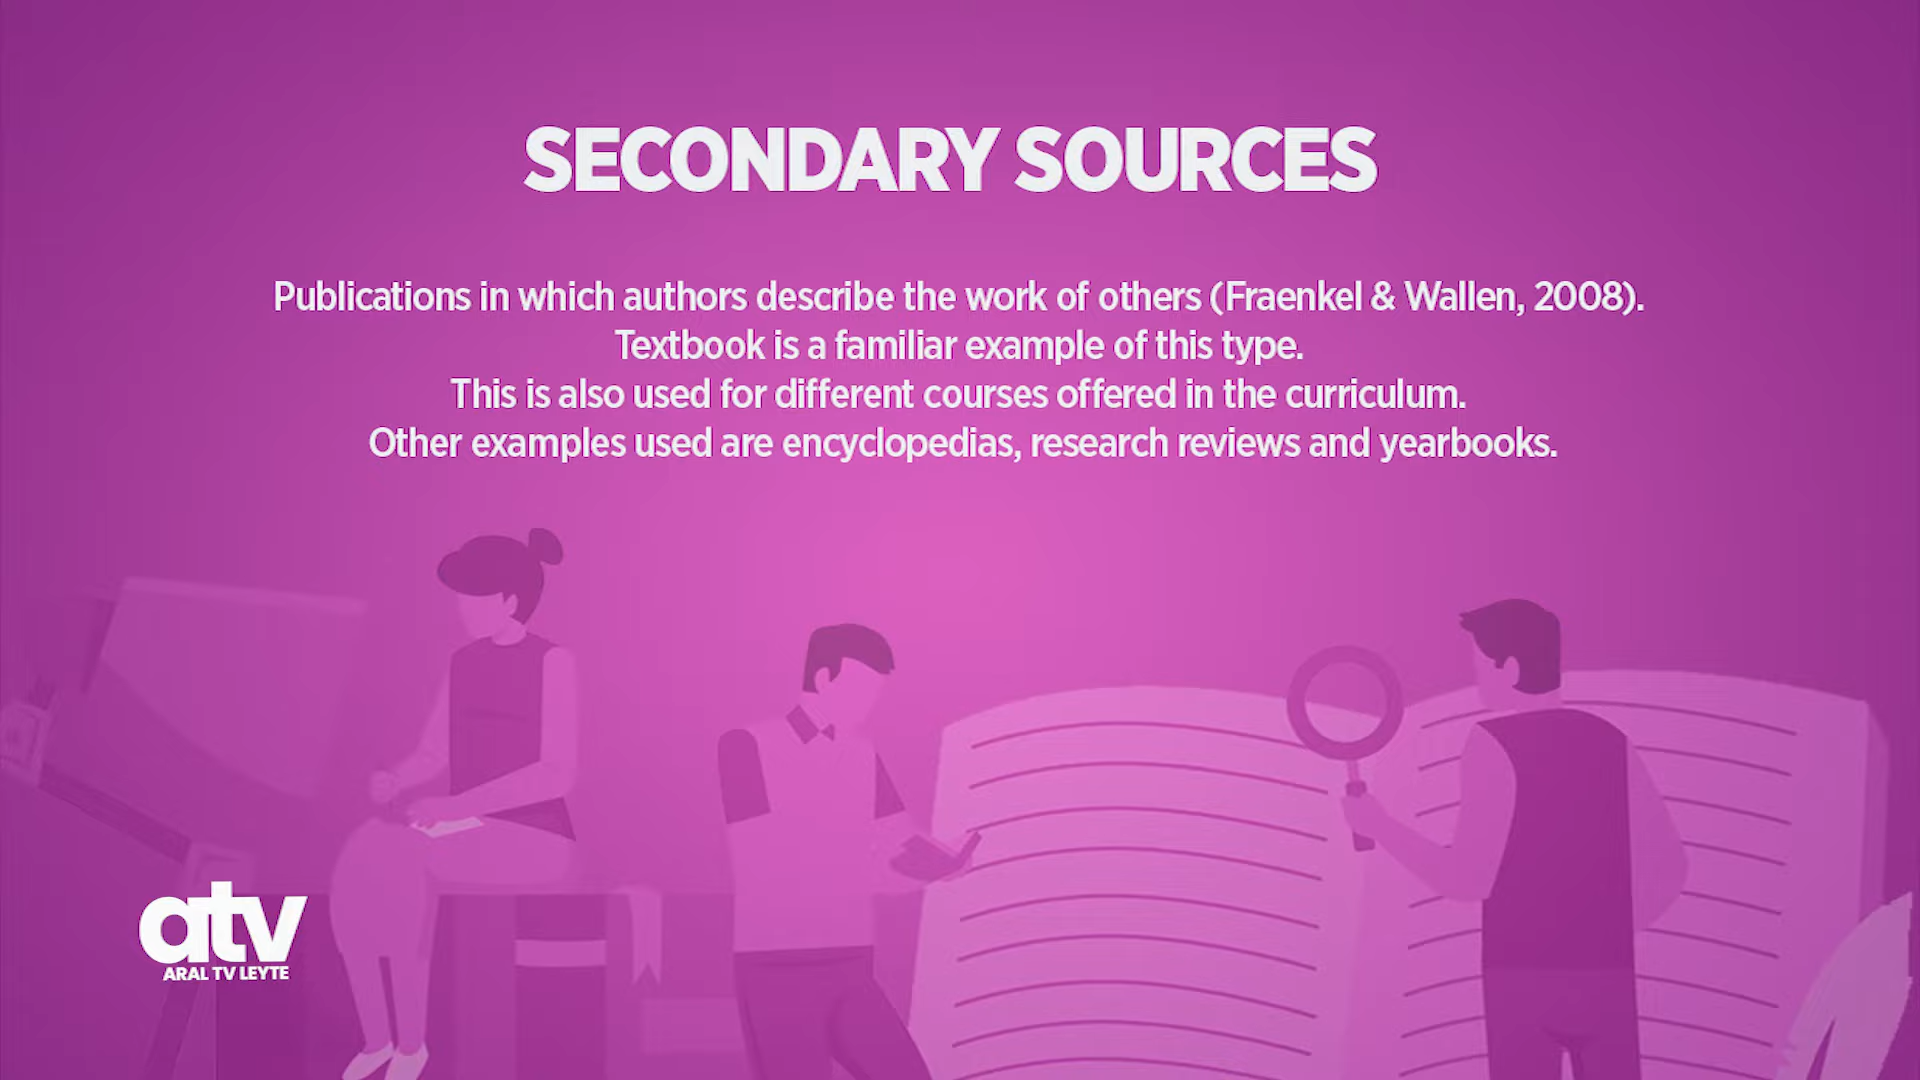 SECONDARY SOURCES
Publications in which authors describe the work of others (Fraenkel & Wallen, 2008).
Textbook is a familiar example of this type.
This is also used for different courses offered in the curriculum.
Other examples used are encyclopedias, research reviews and yearbooks.
atv
ARAL TV LEYTE